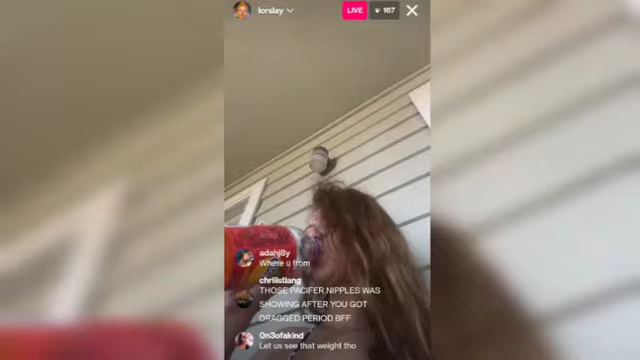 lorslay
LIVE
167
adahj8y
Where u from
chriiistiang
THOSE PACIFER NIPPLES WAS
SHOWING AFTER YOU GOT
DRAGGED PERIOD BFF
0n3ofakind
Let us see that weight tho